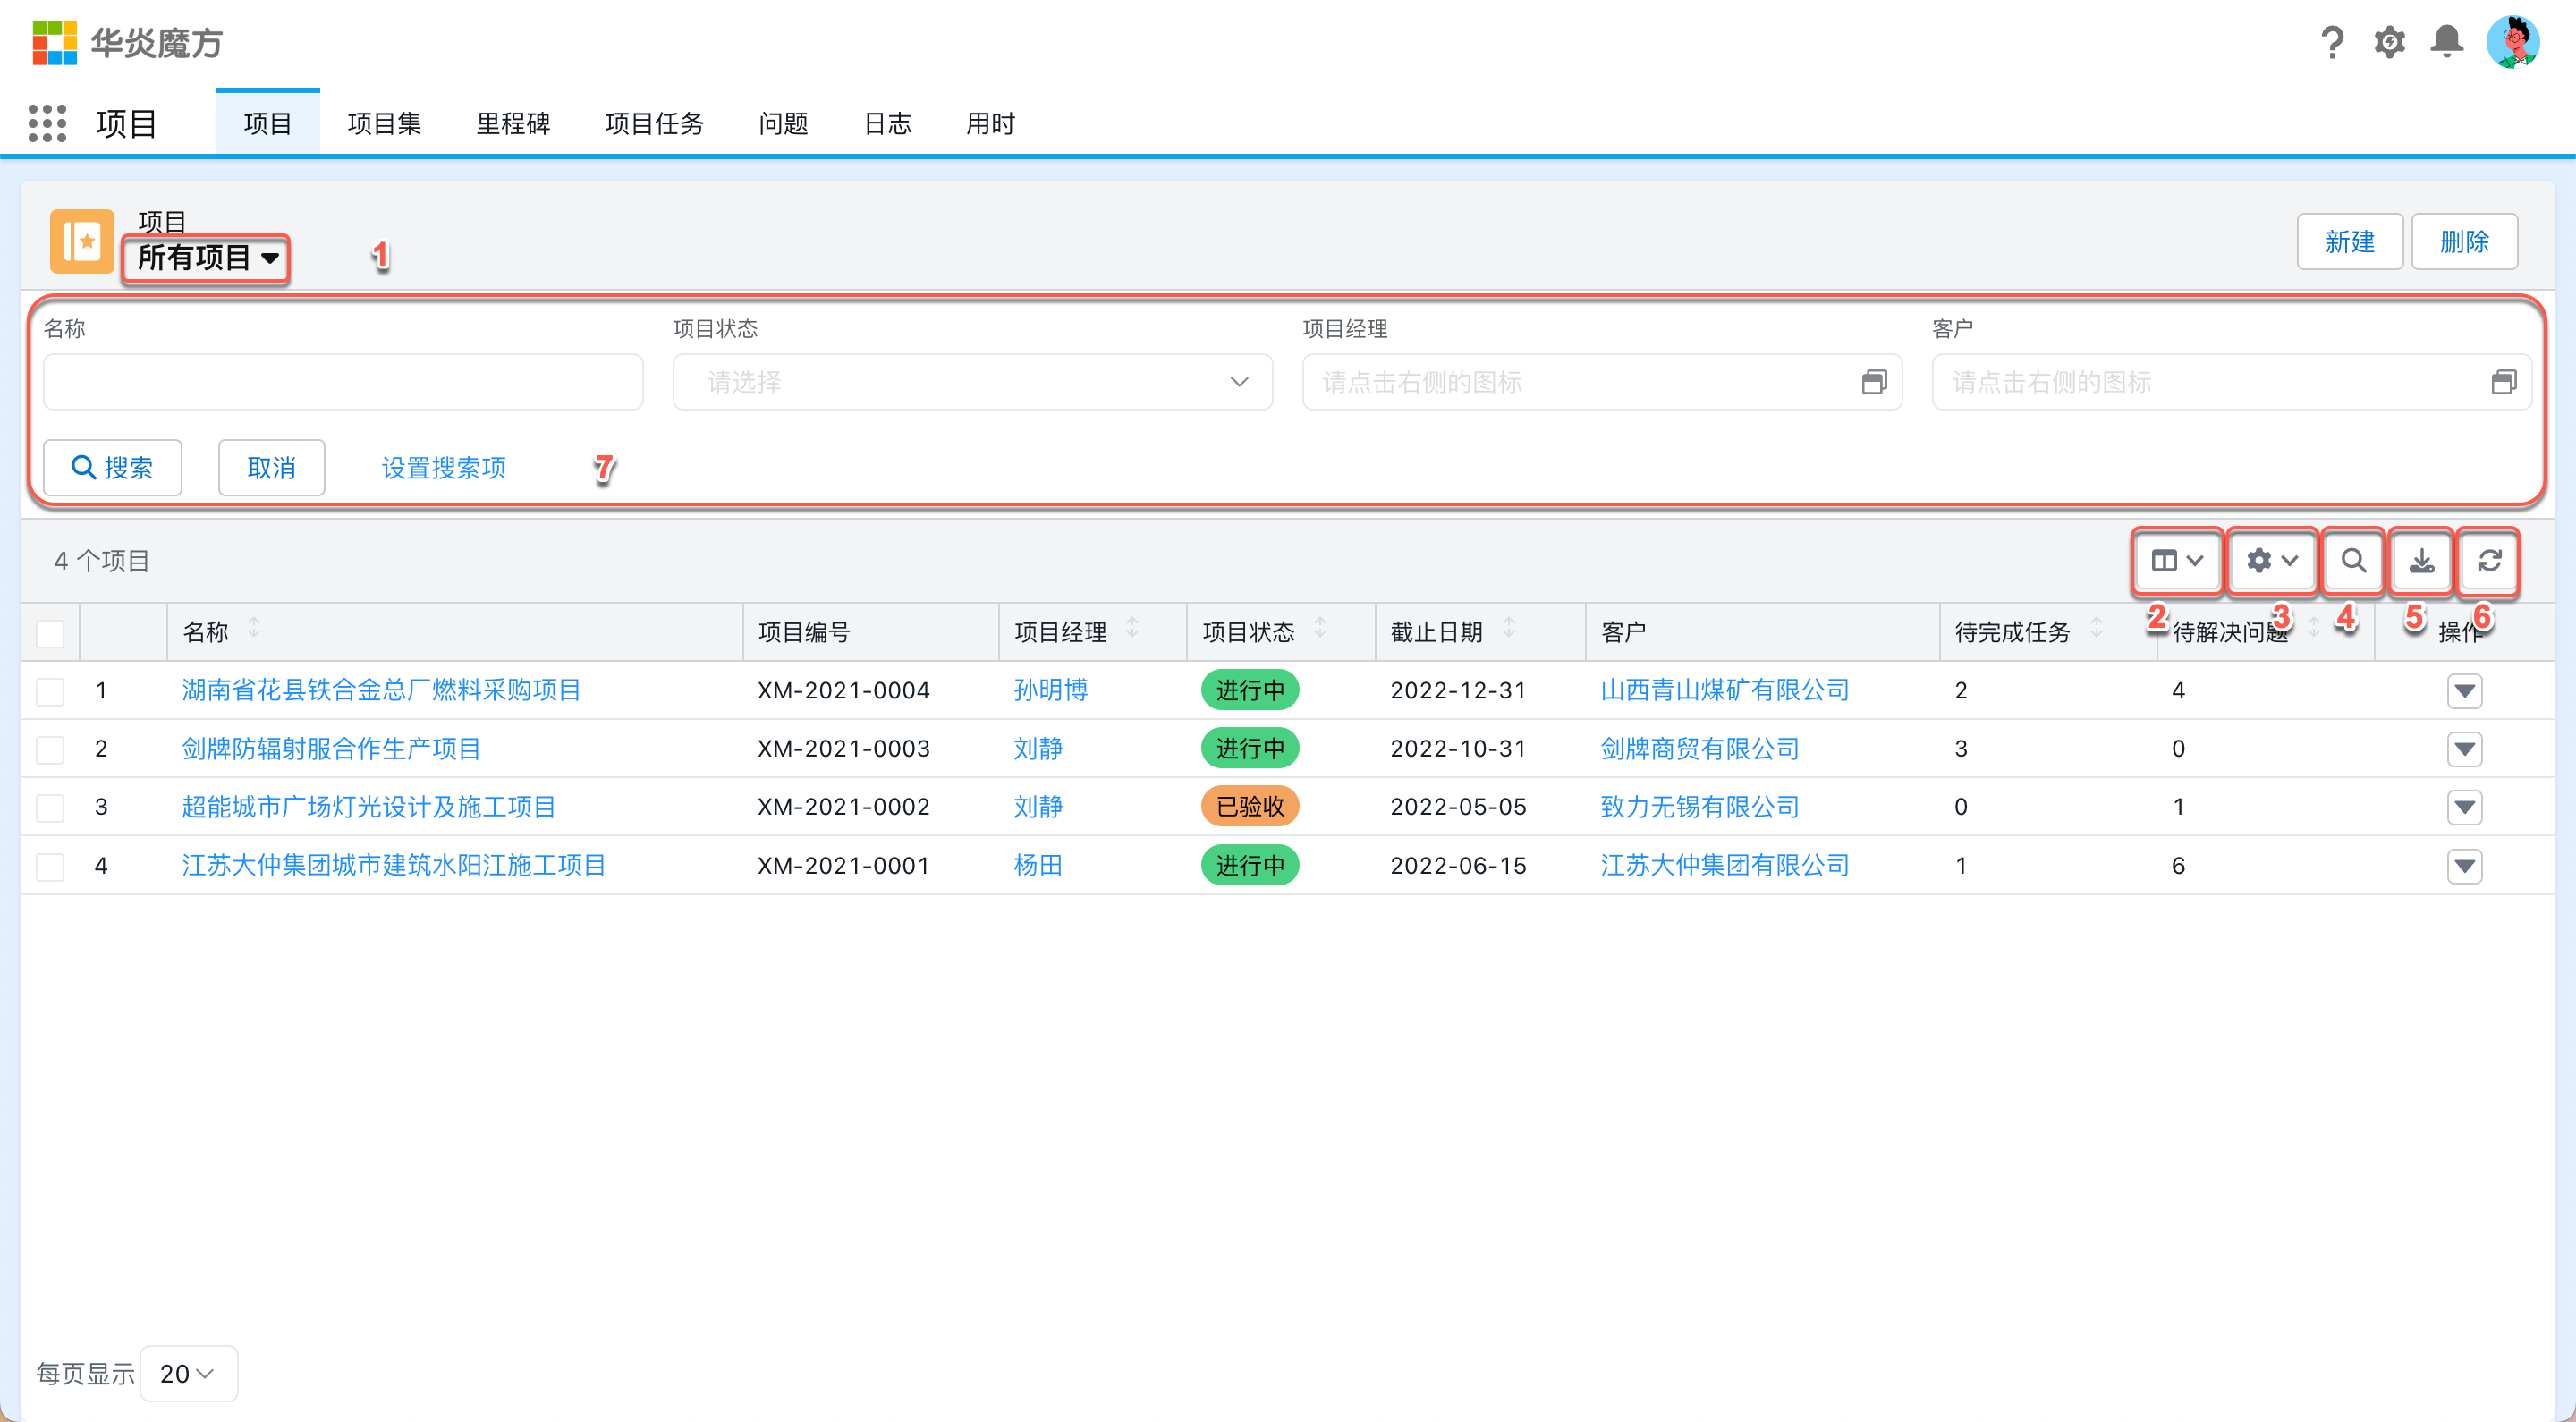 华炎魔方
项目 项目 项目集 里程碑 项目任务 问题 日志 用时
项目
所有项目 1 新建 删除
名称 项目状态 项目经理 客户
请选择 请点击右侧的图标 请点击右侧的图标
搜索 取消 设置搜索项 7
4 个项目
2 3 4 5 6
名称 项目编号 项目经理 项目状态 截止日期 客户 待完成任务 待解决问题 操作
1 湖南省花县铁合金总厂燃料采购项目 XM-2021-0004 孙明博 进行中 2022-12-31 山西青山煤矿有限公司 2 4
2 剑牌防辐射服合作生产项目 XM-2021-0003 刘静 进行中 2022-10-31 剑牌商贸有限公司 3 0
3 超能城市广场灯光设计及施工项目 XM-2021-0002 刘静 已验收 2022-05-05 致力无锡有限公司 0 1
4 江苏大仲集团城市建筑水阳江施工项目 XM-2021-0001 杨田 进行中 2022-06-15 江苏大仲集团有限公司 1 6
每页显示 20